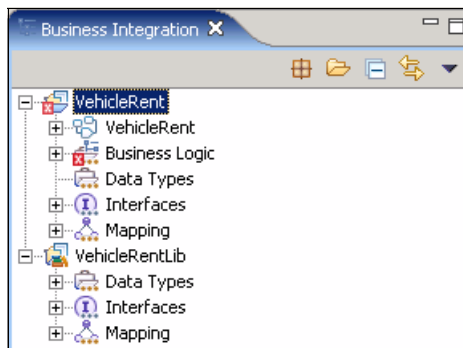 Business Integration
VehicleRent
VehicleRent
Business Logic
Data Types
Interfaces
Mapping
VehicleRentLib
Data Types
Interfaces
Mapping